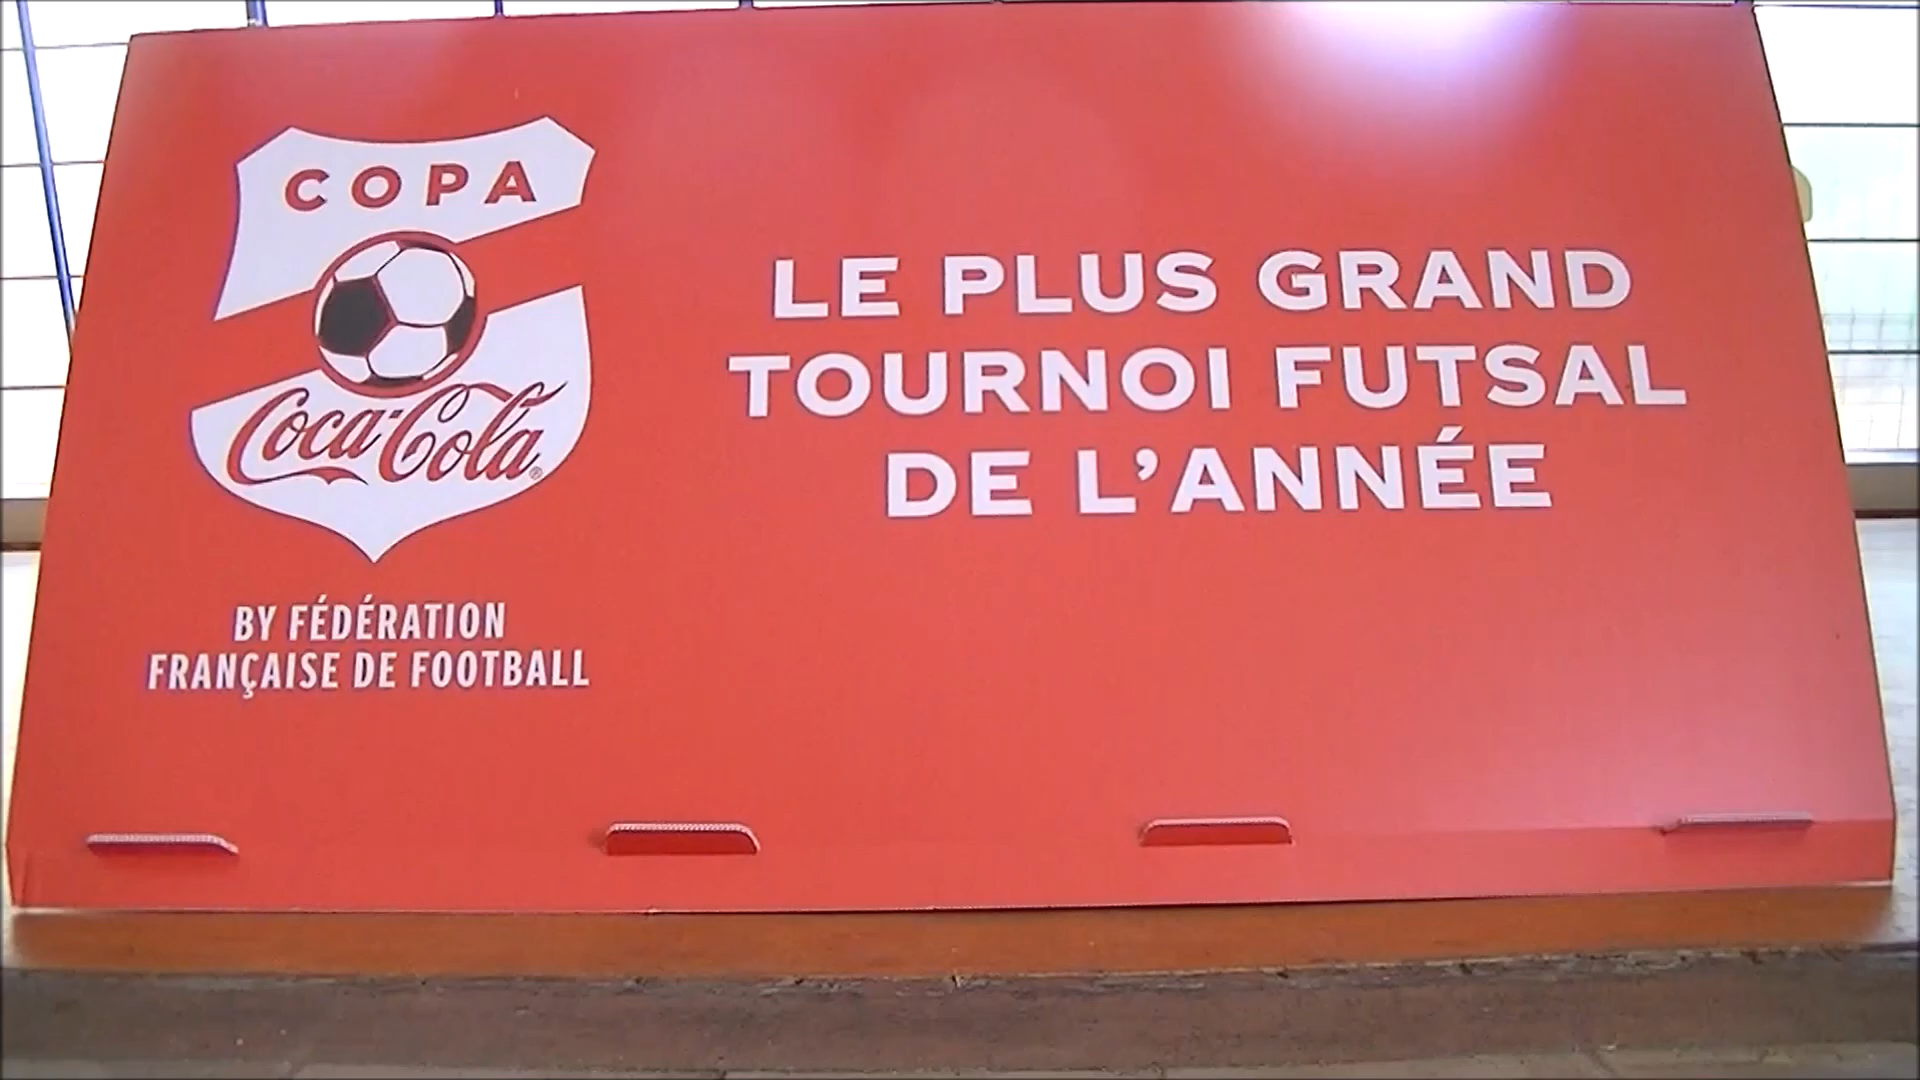 COPA
Coca-Cola®
BY FÉDÉRATION
FRANÇAISE DE FOOTBALL
LE PLUS GRAND
TOURNOI FUTSAL
DE L'ANNÉE